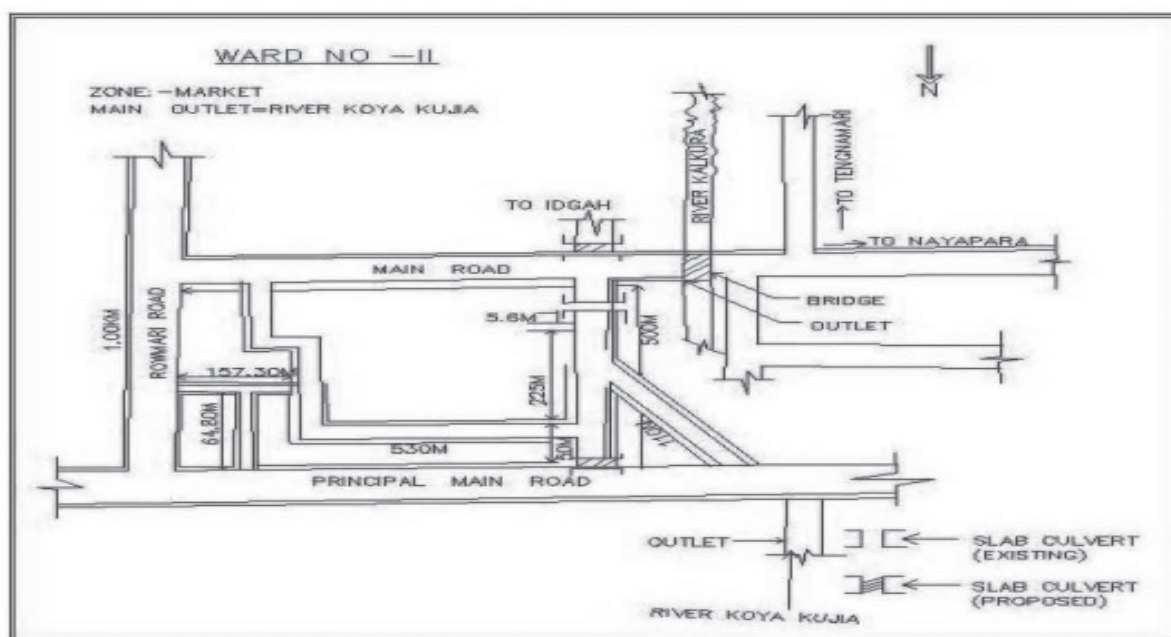 WARD NO -II
ZONE:-MARKET
MAIN OUTLET=RIVER KOYA KUJIA
N
TO TENGNAMARI
RIVER KALKURA
TO IDGAH
TO NAYAPARA
MAIN ROAD
BRIDGE
OUTLET
1.00KM
ROWMARI ROAD
5.6M
500M
157.30M
225M
64.80M
530M
50M
110M
PRINCIPAL MAIN ROAD
OUTLET
SLAB CULVERT
(EXISTING)
SLAB CULVERT
(PROPOSED)
RIVER KOYA KUJIA